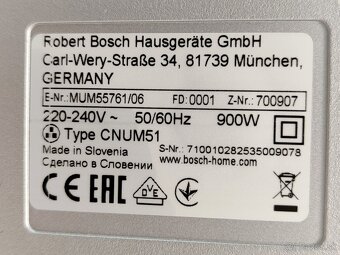 Robert Bosch Hausgeräte GmbH
Carl-Wery-Straße 34, 81739 München,
GERMANY
E-Nr.: MUM55761/06 FD: 0001 Z-Nr.: 700907
220-240V ~ 50/60Hz 900W
Type CNUM51
Made in Slovenia S-Nr.: 710010282535009078
Сделано в Словении www.bosch-home.com
CE EAC DVE